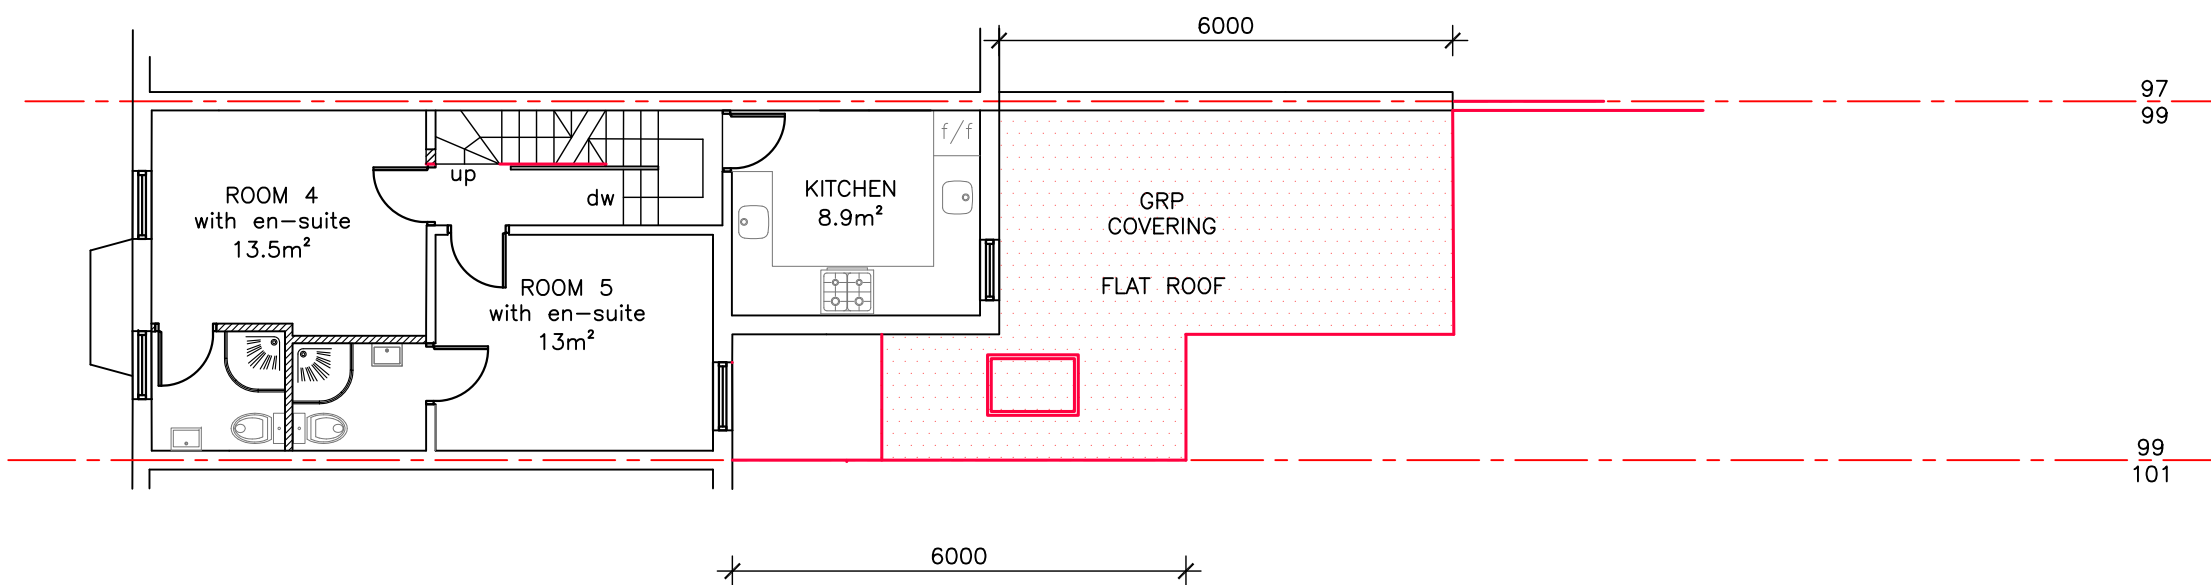 6000
97
99
f/f
up
ROOM 4
with en-suite
13.5m²
dw
KITCHEN
8.9m²
GRP
COVERING
FLAT ROOF
ROOM 5
with en-suite
13m²
99
101
6000